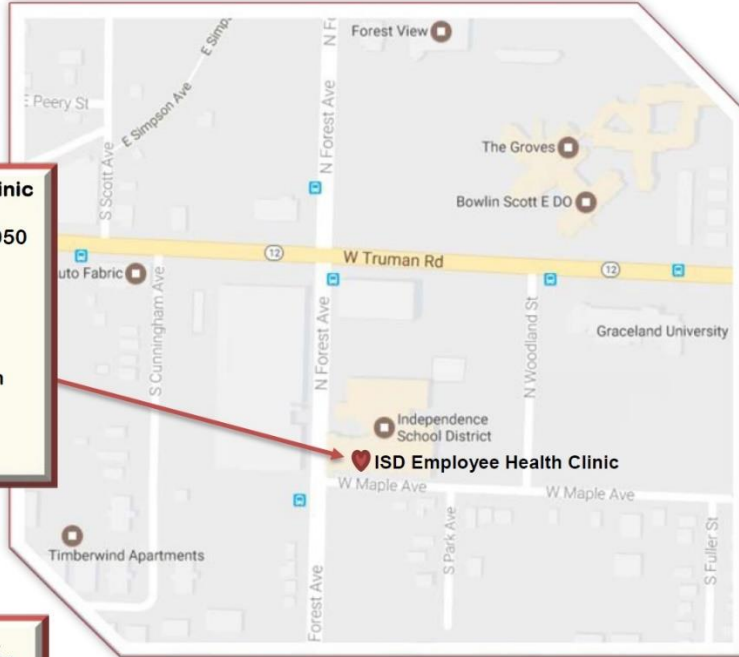 Forest View
E Simp
N F
E Peery St
E Simpson Ave
N Forest Ave
The Groves
S Scott Ave
Bowlin Scott E DO
inic
050
12
W Truman Rd
12
uto Fabric
S Cunningham Ave
N Forest Ave
N Woodland St
Graceland University
n
Independence
School District
ISD Employee Health Clinic
W Maple Ave
W Maple Ave
S Park Ave
S Fuller St
Timberwind Apartments
Forest Ave